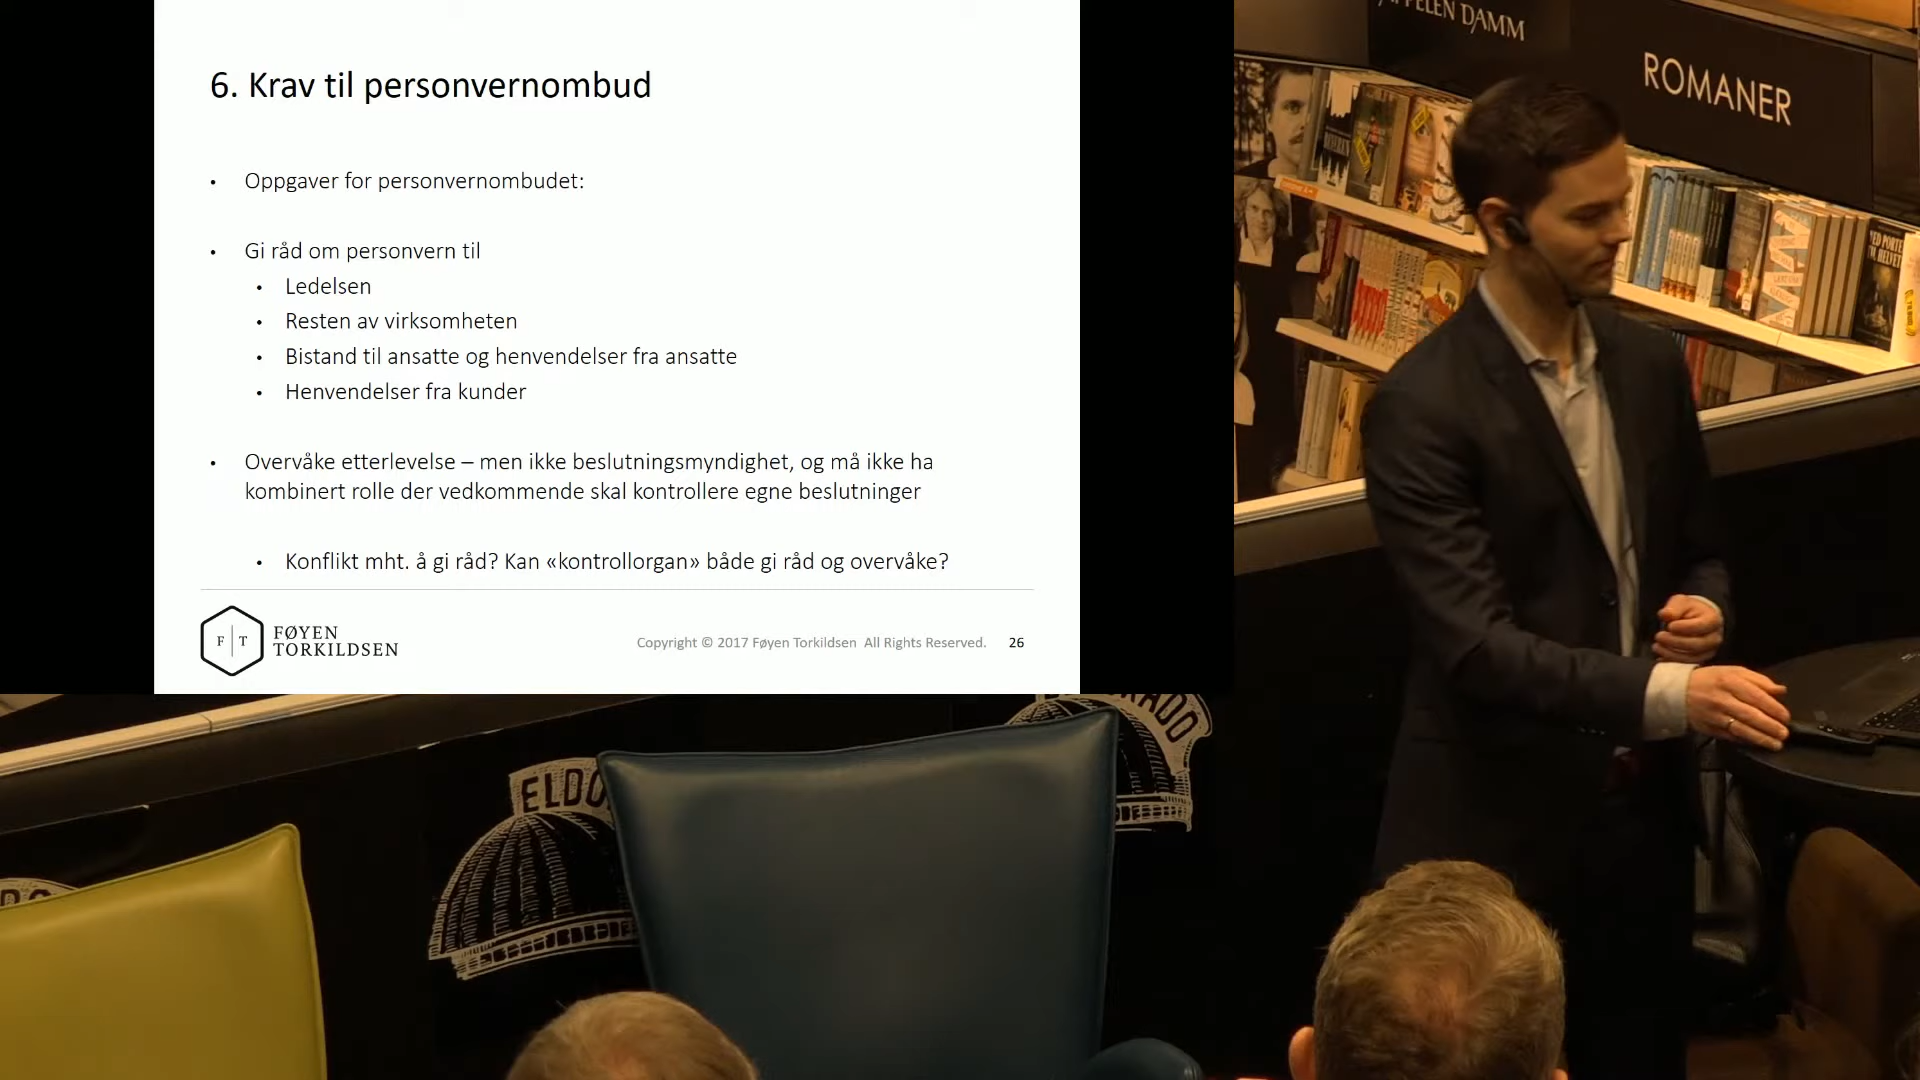 6. Krav til personvernombud
• Oppgaver for personvernombudet:
• Gi råd om personvern til
• Ledelsen
• Resten av virksomheten
• Bistand til ansatte og henvendelser fra ansatte
• Henvendelser fra kunder
• Overvåke etterlevelse – men ikke beslutningsmyndighet, og må ikke ha
kombinert rolle der vedkommende skal kontrollere egne beslutninger
• Konflikt mht. å gi råd? Kan «kontrollorgan» både gi råd og overvåke?
F T
FØYEN
TORKILDSEN
Copyright © 2017 Føyen Torkildsen All Rights Reserved. 26
DAMM
ROMANER
ELDO